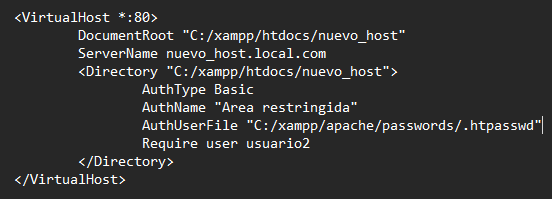 <VirtualHost *:80>
DocumentRoot "C:/xampp/htdocs/nuevo_host"
ServerName nuevo_host.local.com
<Directory "C:/xampp/htdocs/nuevo_host">
AuthType Basic
AuthName "Area restringida"
AuthUserFile "C:/xampp/apache/passwords/.htpasswd"
Require user usuario2
</Directory>
</VirtualHost>